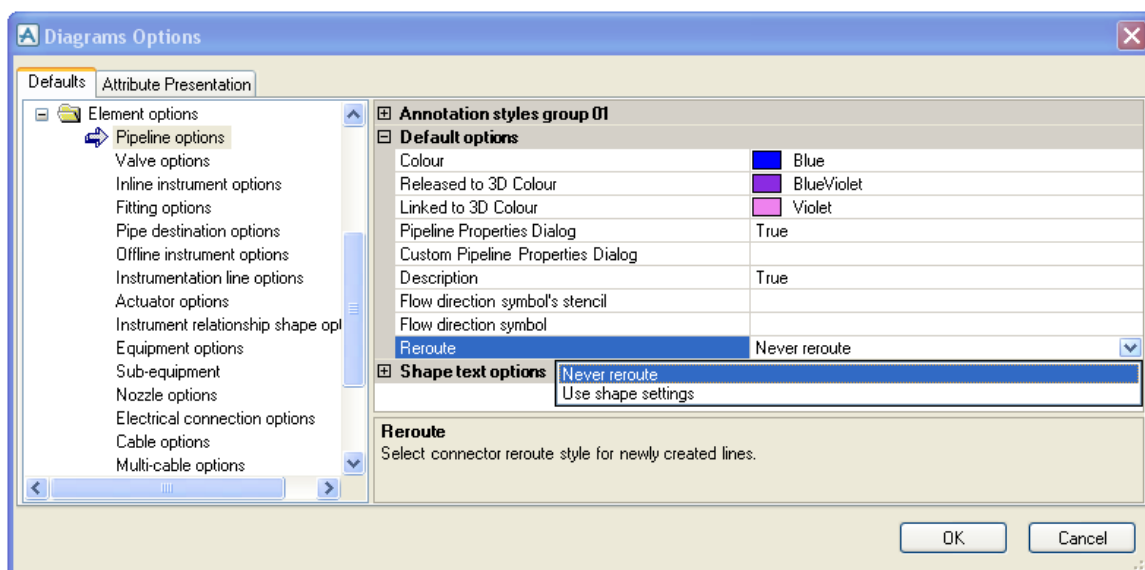 Diagrams Options
Defaults
Attribute Presentation
Element options
Pipeline options
Valve options
Inline instrument options
Fitting options
Pipe destination options
Offline instrument options
Instrumentation line options
Actuator options
Instrument relationship shape opt
Equipment options
Sub-equipment
Nozzle options
Electrical connection options
Cable options
Multi-cable options
Annotation styles group 01
Default options
Colour Blue
Released to 3D Colour BlueViolet
Linked to 3D Colour Violet
Pipeline Properties Dialog True
Custom Pipeline Properties Dialog
Description True
Flow direction symbol's stencil
Flow direction symbol
Reroute Never reroute
Shape text options
Never reroute
Use shape settings
Reroute
Select connector reroute style for newly created lines.
OK Cancel